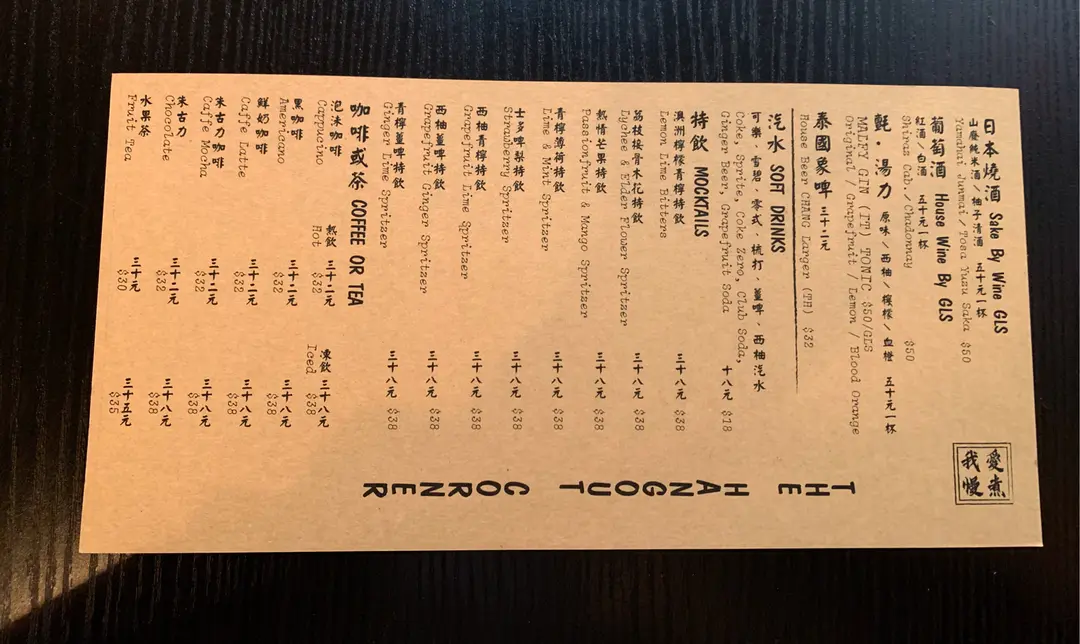 愛煮
我慢
日本燒酒 Sake By Wine GLS
山廢純米酒／柚子清酒 五十元一杯
Yamahai Junmai / Tosa Yuzu Saka $50
葡萄酒 House Wine By GLS
紅酒／白酒 五十元一杯
Shiras Cab. / Chadonnay $50
氈・湯力 原味／西柚／檸檬／血橙 五十元一杯
MALFY GIN (IT) TONIC $50/GLS
Original / Grapefruit / Lemon / Blood Orange
泰國象啤 三十二元
House Beer CHANG Larger (TH) $32
汽水 SOFT DRINKS
可樂、雪碧、零式、梳打、薑啤、西柚汽水
Coke, Sprite, Coke Zero, Club Soda,
Ginger Beer, Grapefruit Soda 十八元 $18
特飲 MOCKTAILS
澳洲檸檬青檸特飲 三十八元 $38
Lemon Lime Bitters
荔枝接骨木花特飲 三十八元 $38
Lychee & Elder Flower Spritzer
熱情芒果特飲 三十八元 $38
Passionfruit & Mango Spritzer
青檸薄荷特飲 三十八元 $38
Lime & Mint Spritzer
士多啤梨特飲 三十八元 $38
Strawberry Spritzer
西柚青檸特飲 三十八元 $38
Grapefruit Lime Spritzer
西柚薑啤特飲 三十八元 $38
Grapefruit Ginger Spritzer
青檸薑啤特飲 三十八元 $38
Ginger Lime Spritzer
咖啡或茶 COFFEE OR TEA
熱飲 凍飲
Hot Iced
泡沫咖啡 三十二元 三十八元
Cappucino $32 $38
黑咖啡 三十二元 三十八元
Americano $32 $38
鮮奶咖啡 三十二元 三十八元
Caffe Latte $32 $38
朱古力咖啡 三十二元 三十八元
Caffe Mocha $32 $38
朱古力 三十二元 三十八元
Chocolate $32 $38
水果茶 三十元 三十五元
Fruit Tea $30 $35
THE HANGOUT CORNER